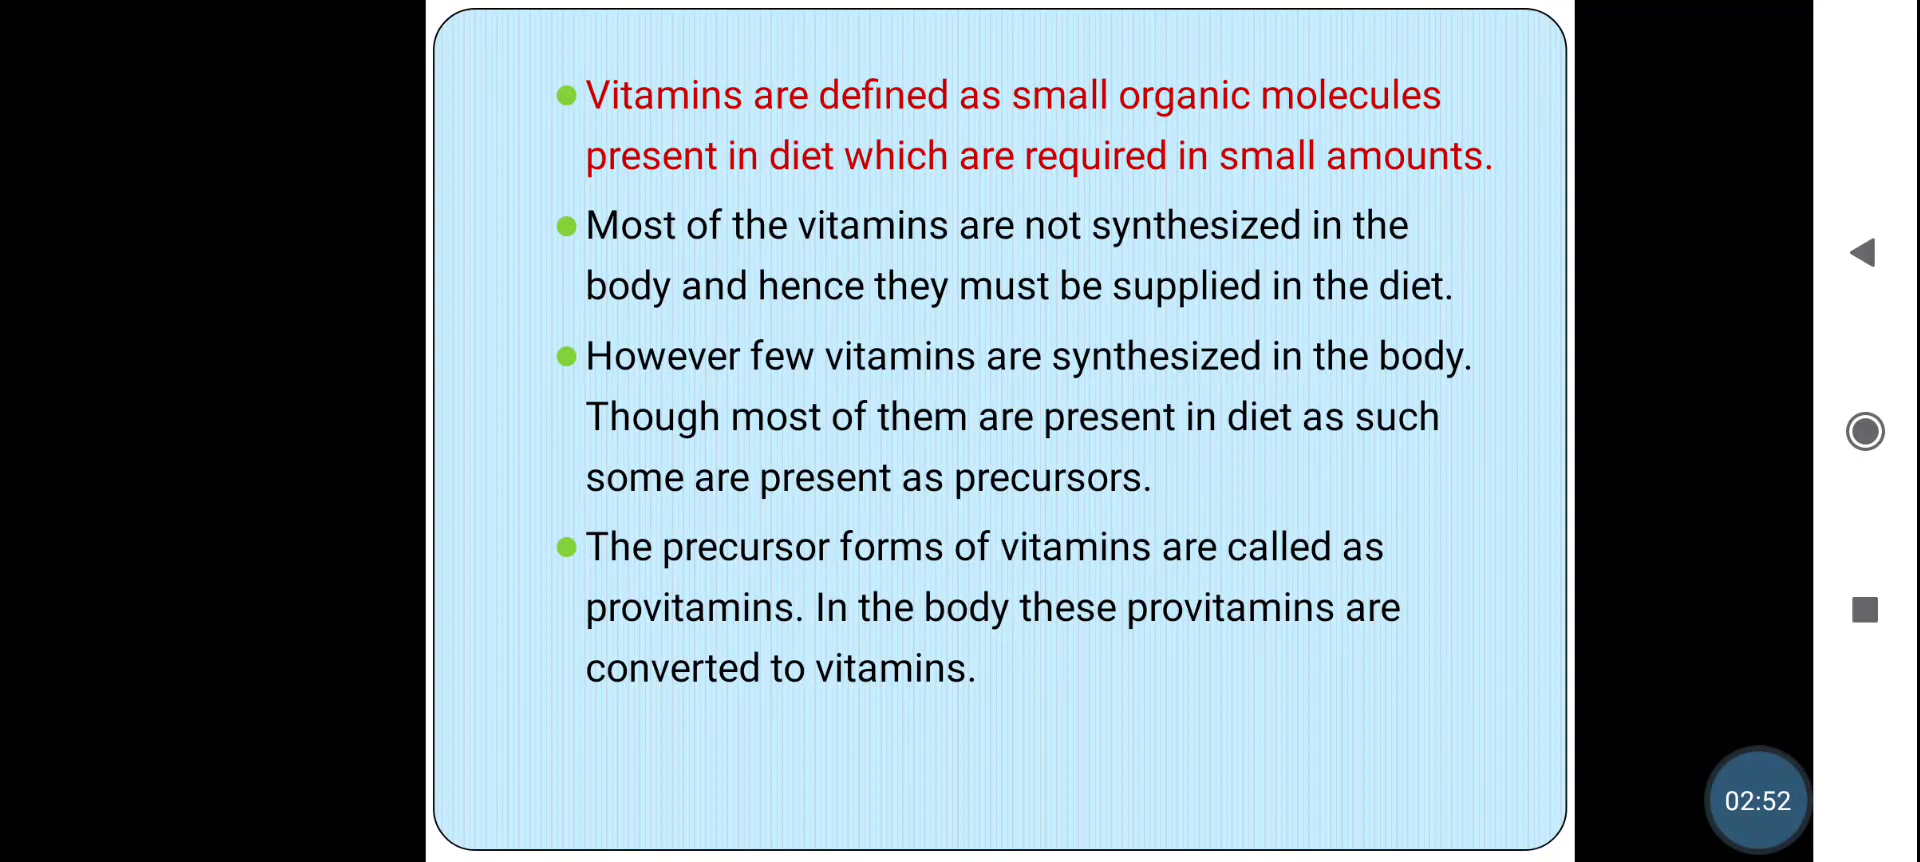 Vitamins are defined as small organic molecules
present in diet which are required in small amounts.
Most of the vitamins are not synthesized in the
body and hence they must be supplied in the diet.
However few vitamins are synthesized in the body.
Though most of them are present in diet as such
some are present as precursors.
The precursor forms of vitamins are called as
provitamins. In the body these provitamins are
converted to vitamins.
02:52